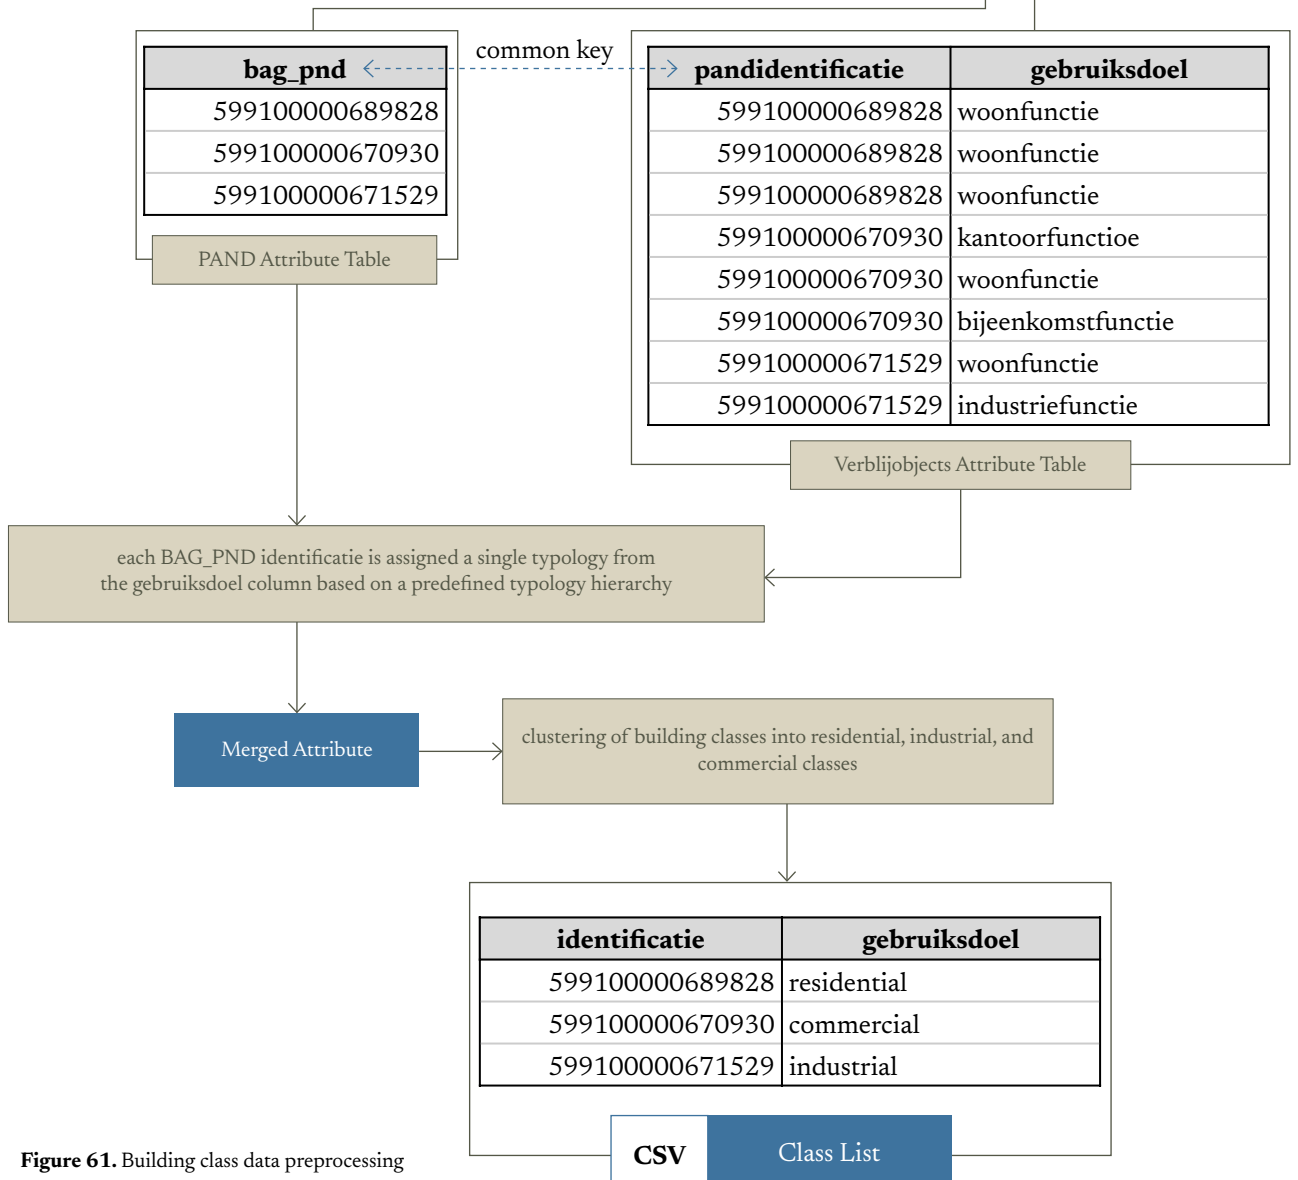 common key
bag_pnd
599100000689828
599100000670930
599100000671529
PAND Attribute Table
pandidentificatie gebruiksdoel
599100000689828 woonfunctie
599100000689828 woonfunctie
599100000689828 woonfunctie
599100000670930 kantoorfunctioe
599100000670930 woonfunctie
599100000670930 bijeenkomstfunctie
599100000671529 woonfunctie
599100000671529 industriefunctie
Verblijobjects Attribute Table
each BAG_PND identificatie is assigned a single typology from
the gebruiksdoel column based on a predefined typology hierarchy
Merged Attribute
clustering of building classes into residential, industrial, and
commercial classes
identificatie gebruiksdoel
599100000689828 residential
599100000670930 commercial
599100000671529 industrial
CSV Class List
Figure 61. Building class data preprocessing